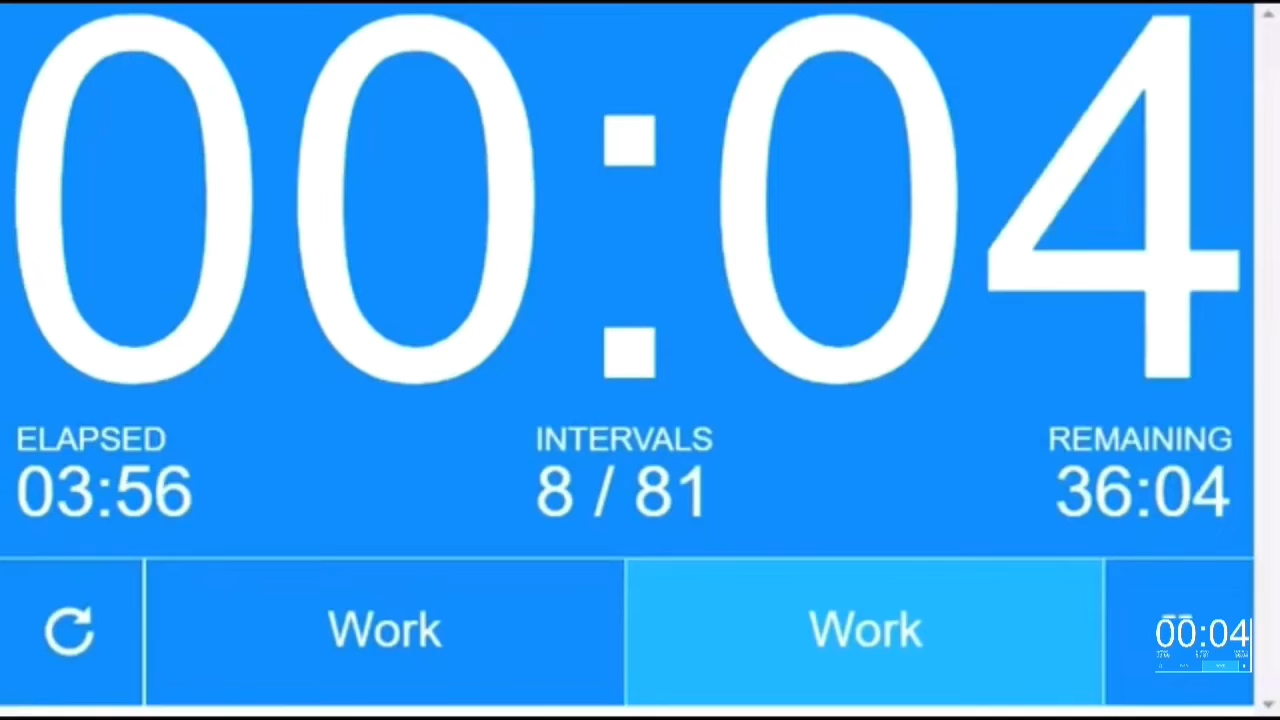 00:04
ELAPSED INTERVALS REMAINING
03:56 8 / 81 36:04
Work Work
00:04